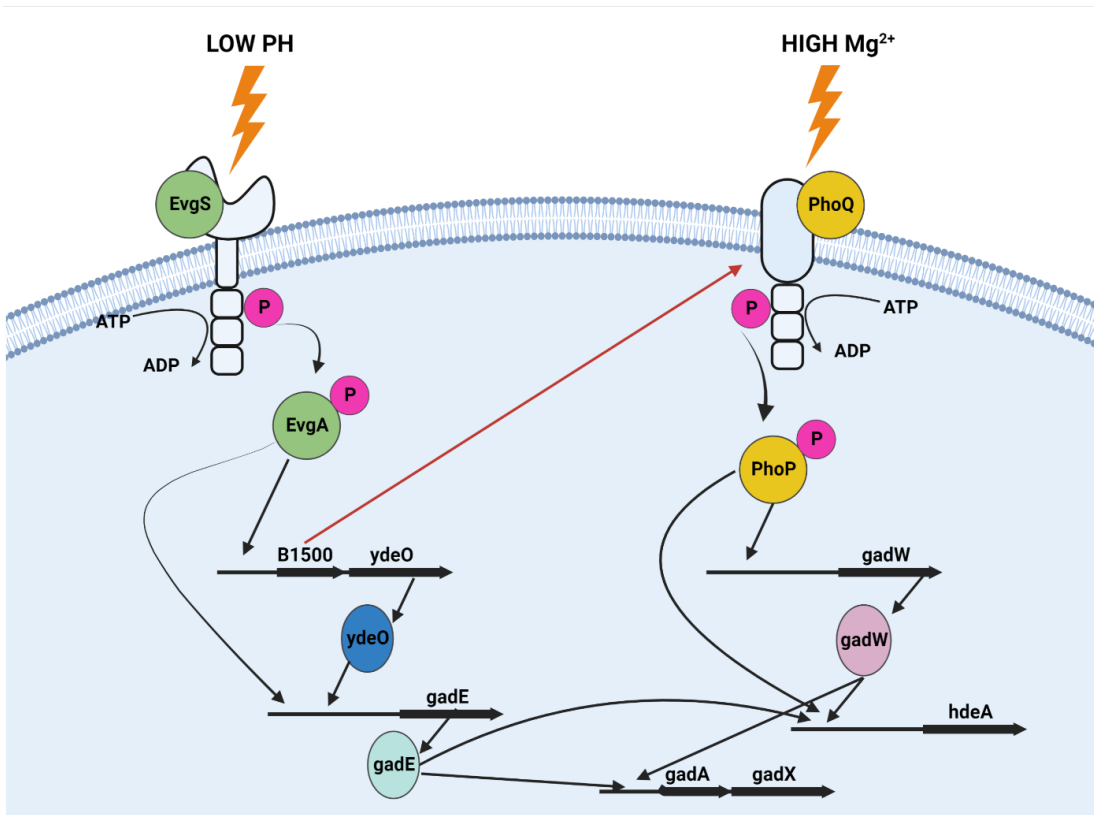 LOW PH
HIGH Mg²⁺
EvgS
PhoQ
P
P
ATP
ATP
ADP
ADP
P
EvgA
P
PhoP
B1500 ydeO
gadW
ydeO
gadW
gadE
hdeA
gadE
gadA gadX